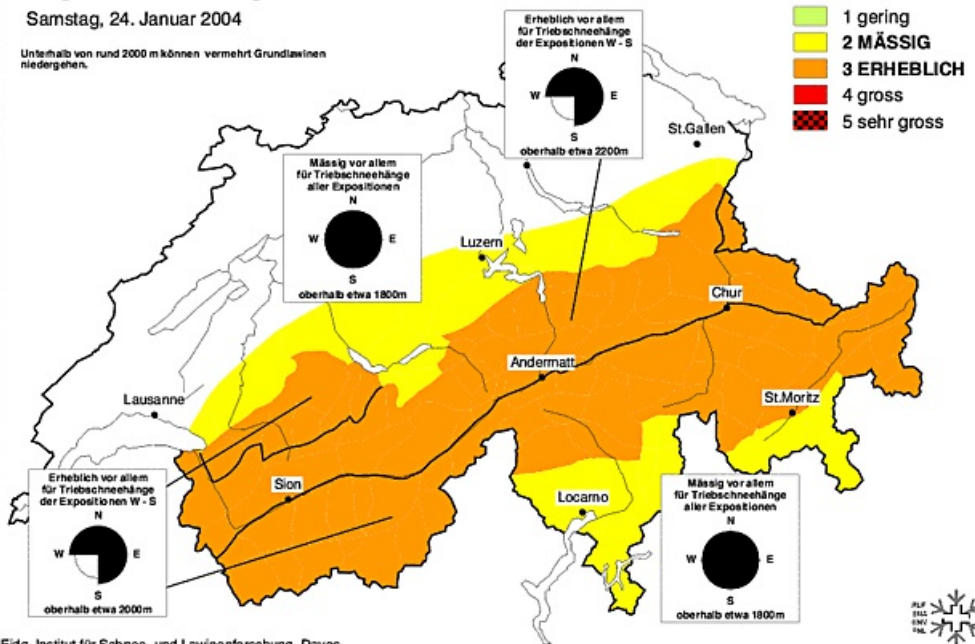 Samstag, 24. Januar 2004
Unterhalb von rund 2000 m können vermehrt Grundlawinen
niedergehen.
1 gering
2 MÄSSIG
3 ERHEBLICH
4 gross
5 sehr gross
Erheblich vor allem
für Triebschneehänge
der Expositionen W - S
N
W E
S
oberhalb etwa 2200m
St.Gallen
Mässig vor allem
für Triebschneehänge
aller Expositionen
N
W E
S
oberhalb etwa 1800m
Luzern
Chur
Andermatt
Lausanne
St.Moritz
Erheblich vor allem
für Triebschneehänge
der Expositionen W - S
N
W E
S
oberhalb etwa 2000m
Sion
Locarno
Mässig vor allem
für Triebschneehänge
aller Expositionen
N
W E
S
oberhalb etwa 1800m
SLF
Eidg. Institut für Schnee- und Lawinenforschung, Davos